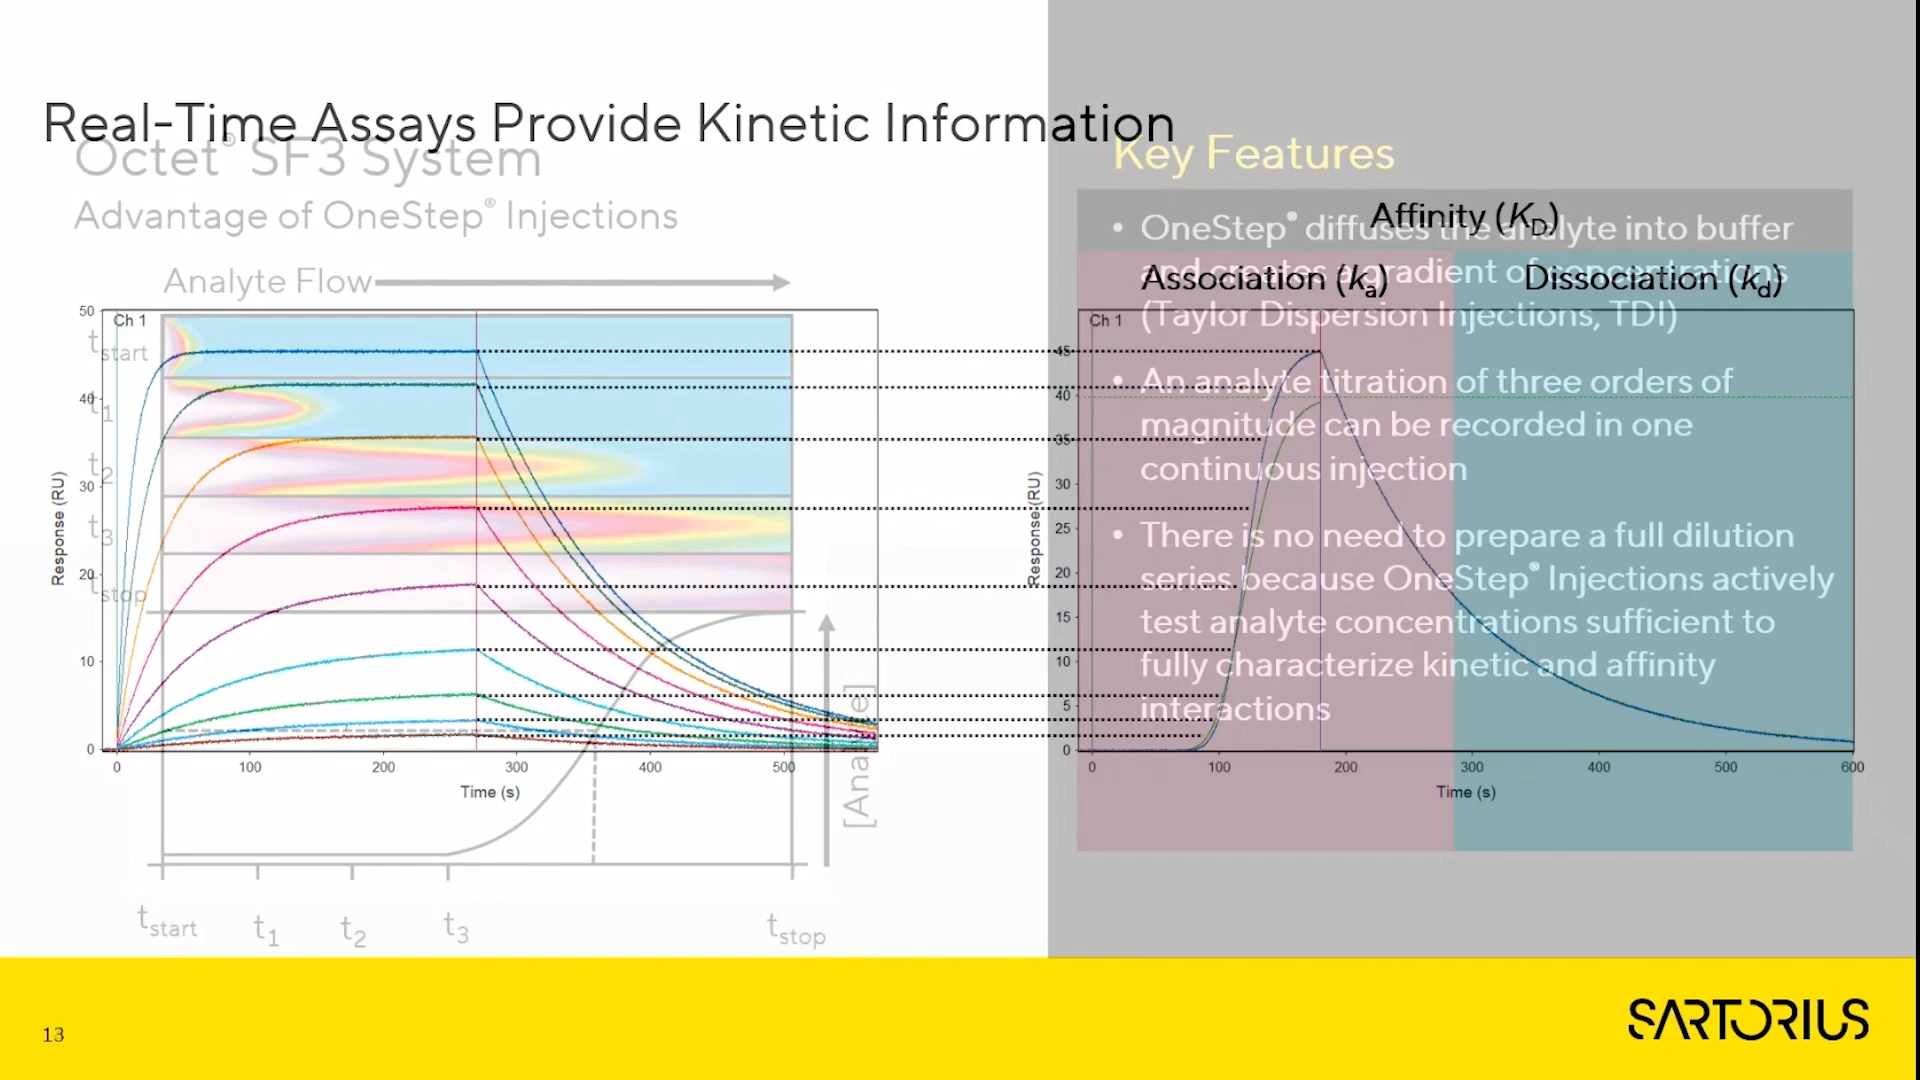 Real-Time Assays Provide Kinetic Information
Octet® SF3 System
Advantage of OneStep® Injections
Analyte Flow
Ch 1
50
40
30
20
10
0
Response (RU)
0 100 200 300 400 500
Time (s)
tstart
t1
t2
t3
tstop
tstart t1 t2 t3 tstop
Key Features
Affinity (KD)
• OneStep® diffuses the analyte into buffer
and creates a gradient of concentrations
(Taylor Dispersion Injections, TDI)
Association (ka) Dissociation (kd)
Ch 1
• An analyte titration of three orders of
magnitude can be recorded in one
continuous injection
• There is no need to prepare a full dilution
series because OneStep® Injections actively
test analyte concentrations sufficient to
fully characterize kinetic and affinity
interactions
45
40
35
30
25
20
15
10
5
0
Response (RU)
0 100 200 300 400 500 600
Time (s)
13
SARTORIUS